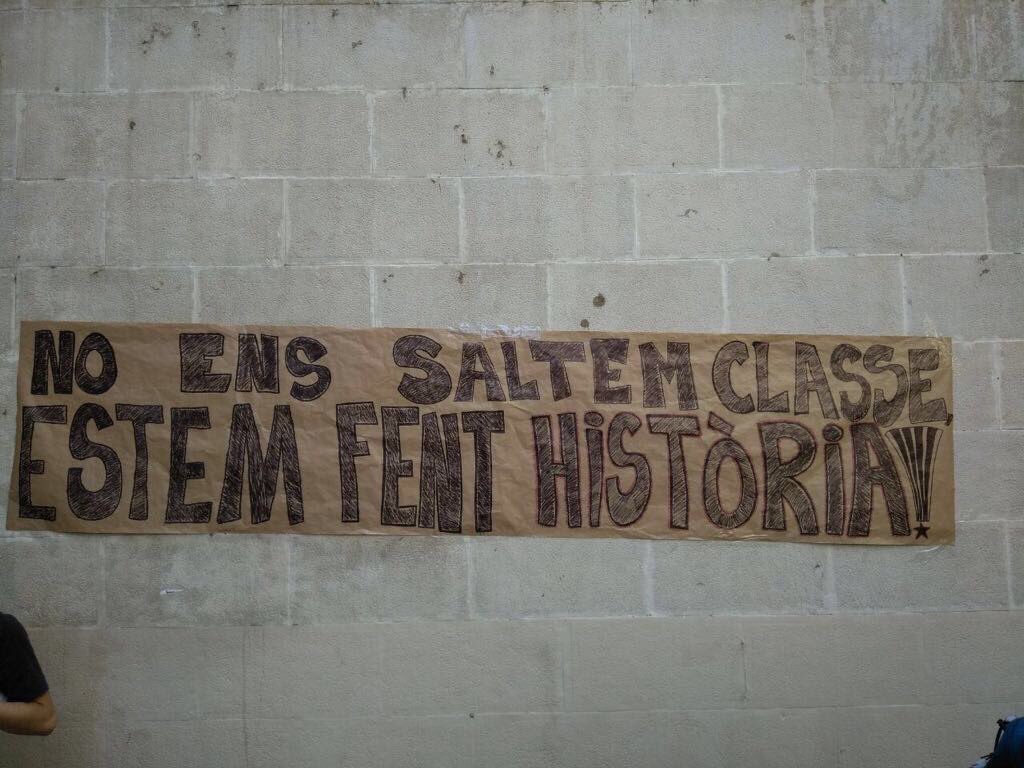 NO ENS SALTEM CLASSE,
ESTEM FENT HiSTÒRiA!